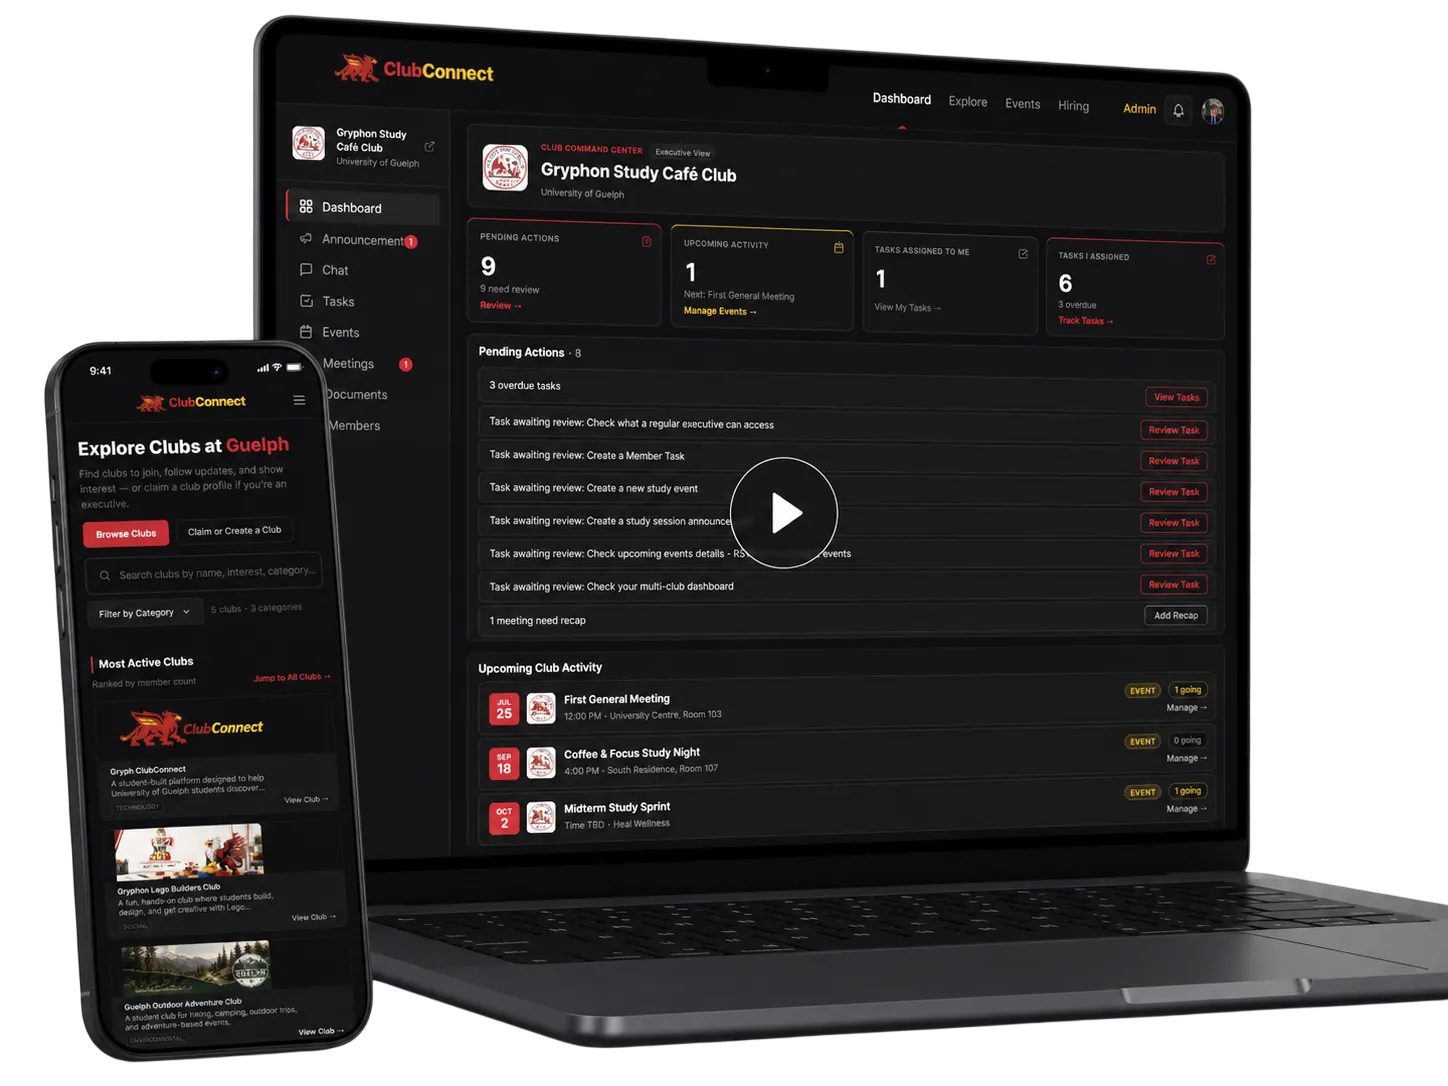 ClubConnect
Dashboard
Explore
Events
Hiring
Admin
Gryphon Study
Café Club
University of Guelph
Dashboard
Announcement
1
Chat
Tasks
Events
Meetings
1
Documents
Members
CLUB COMMAND CENTER
Executive View
Gryphon Study Café Club
University of Guelph
PENDING ACTIONS
9
9 need review
Review →
UPCOMING ACTIVITY
1
Next: First General Meeting
Manage Events →
TASKS ASSIGNED TO ME
1
View My Tasks →
TASKS I ASSIGNED
6
3 overdue
Track Tasks →
Pending Actions · 8
3 overdue tasks
View Tasks
Task awaiting review: Check what a regular executive can access
Review Task
Task awaiting review: Create a Member Task
Review Task
Task awaiting review: Create a new study event
Review Task
Task awaiting review: Create a study session announce
Review Task
Task awaiting review: Check upcoming events details - RS events
Review Task
Task awaiting review: Check your multi-club dashboard
Review Task
1 meeting need recap
Add Recap
Upcoming Club Activity
JUL
25
First General Meeting
12:00 PM - University Centre, Room 103
EVENT
1 going
Manage →
SEP
18
Coffee & Focus Study Night
4:00 PM - South Residence, Room 107
EVENT
0 going
Manage →
OCT
2
Midterm Study Sprint
Time TBD - Heal Wellness
EVENT
1 going
Manage →
9:41
ClubConnect
Explore Clubs at Guelph
Find clubs to join, follow updates, and show
interest — or claim a club profile if you're an
executive.
Browse Clubs
Claim or Create a Club
Search clubs by name, interest, category...
Filter by Category
5 clubs - 3 categories
Most Active Clubs
Ranked by member count
Jump to All Clubs →
ClubConnect
Gryph ClubConnect
A student-built platform designed to help
University of Guelph students discover...
TECHNOLOGY
View Club →
Gryphon Lego Builders Club
A fun, hands-on club where students build,
design, and get creative with Lego...
SOCIAL
View Club →
Guelph Outdoor Adventure Club
A student club for hiking, camping, outdoor trips,
and adventure-based events.
ENVIRONMENTAL
View Club →